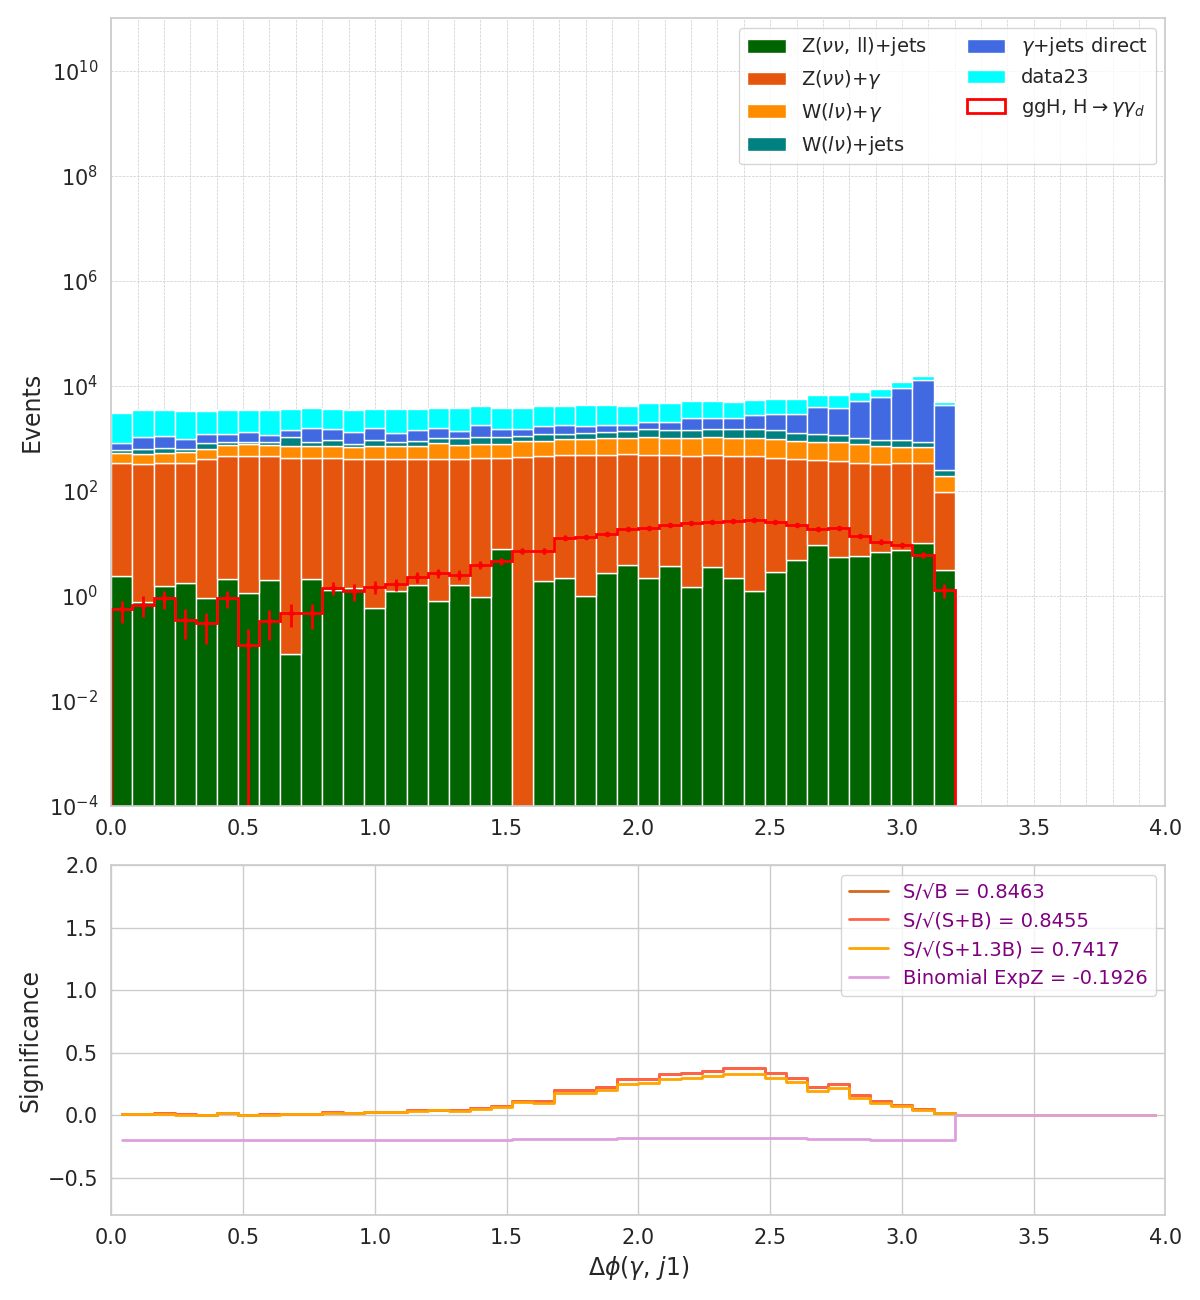 Z(νν, ll)+jets
Z(νν)+γ
W(lν)+γ
W(lν)+jets
γ+jets direct
data23
ggH, H→γγ_d
Events
10^10
10^8
10^6
10^4
10^2
10^0
10^−2
10^−4
0.0 0.5 1.0 1.5 2.0 2.5 3.0 3.5 4.0
S/√B = 0.8463
S/√(S+B) = 0.8455
S/√(S+1.3B) = 0.7417
Binomial ExpZ = -0.1926
Significance
2.0
1.5
1.0
0.5
0.0
−0.5
0.0 0.5 1.0 1.5 2.0 2.5 3.0 3.5 4.0
Δϕ(γ, j1)